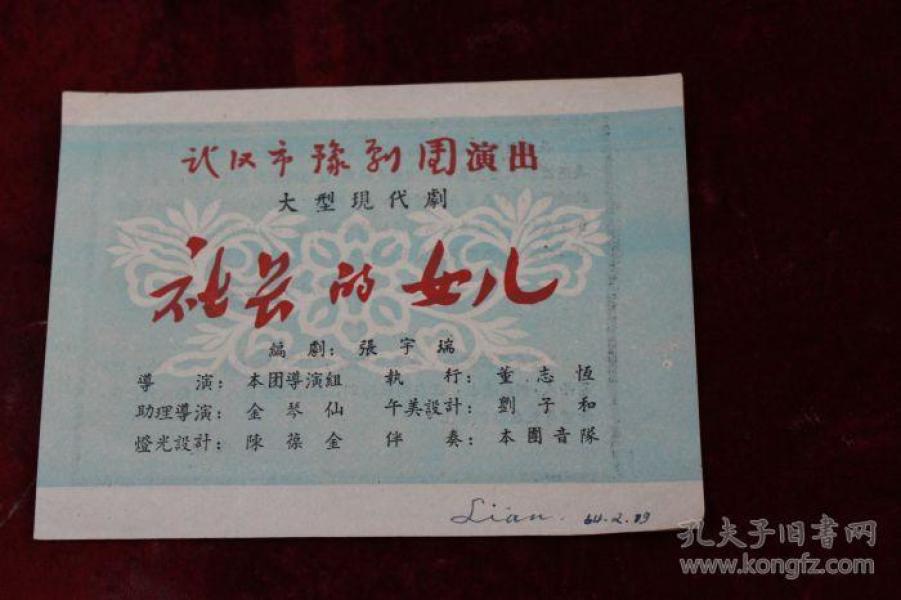 武汉市豫剧团演出
大型現代劇
社长的女儿
編劇：張宇瑞
導演：本团導演組 執行：董志恆
助理導演：金琴仙 午美設計：劉子和
燈光設計：陳葆金 伴奏：本團音隊
Lian. 64.2.19
孔夫子旧书网
www.kongfz.com